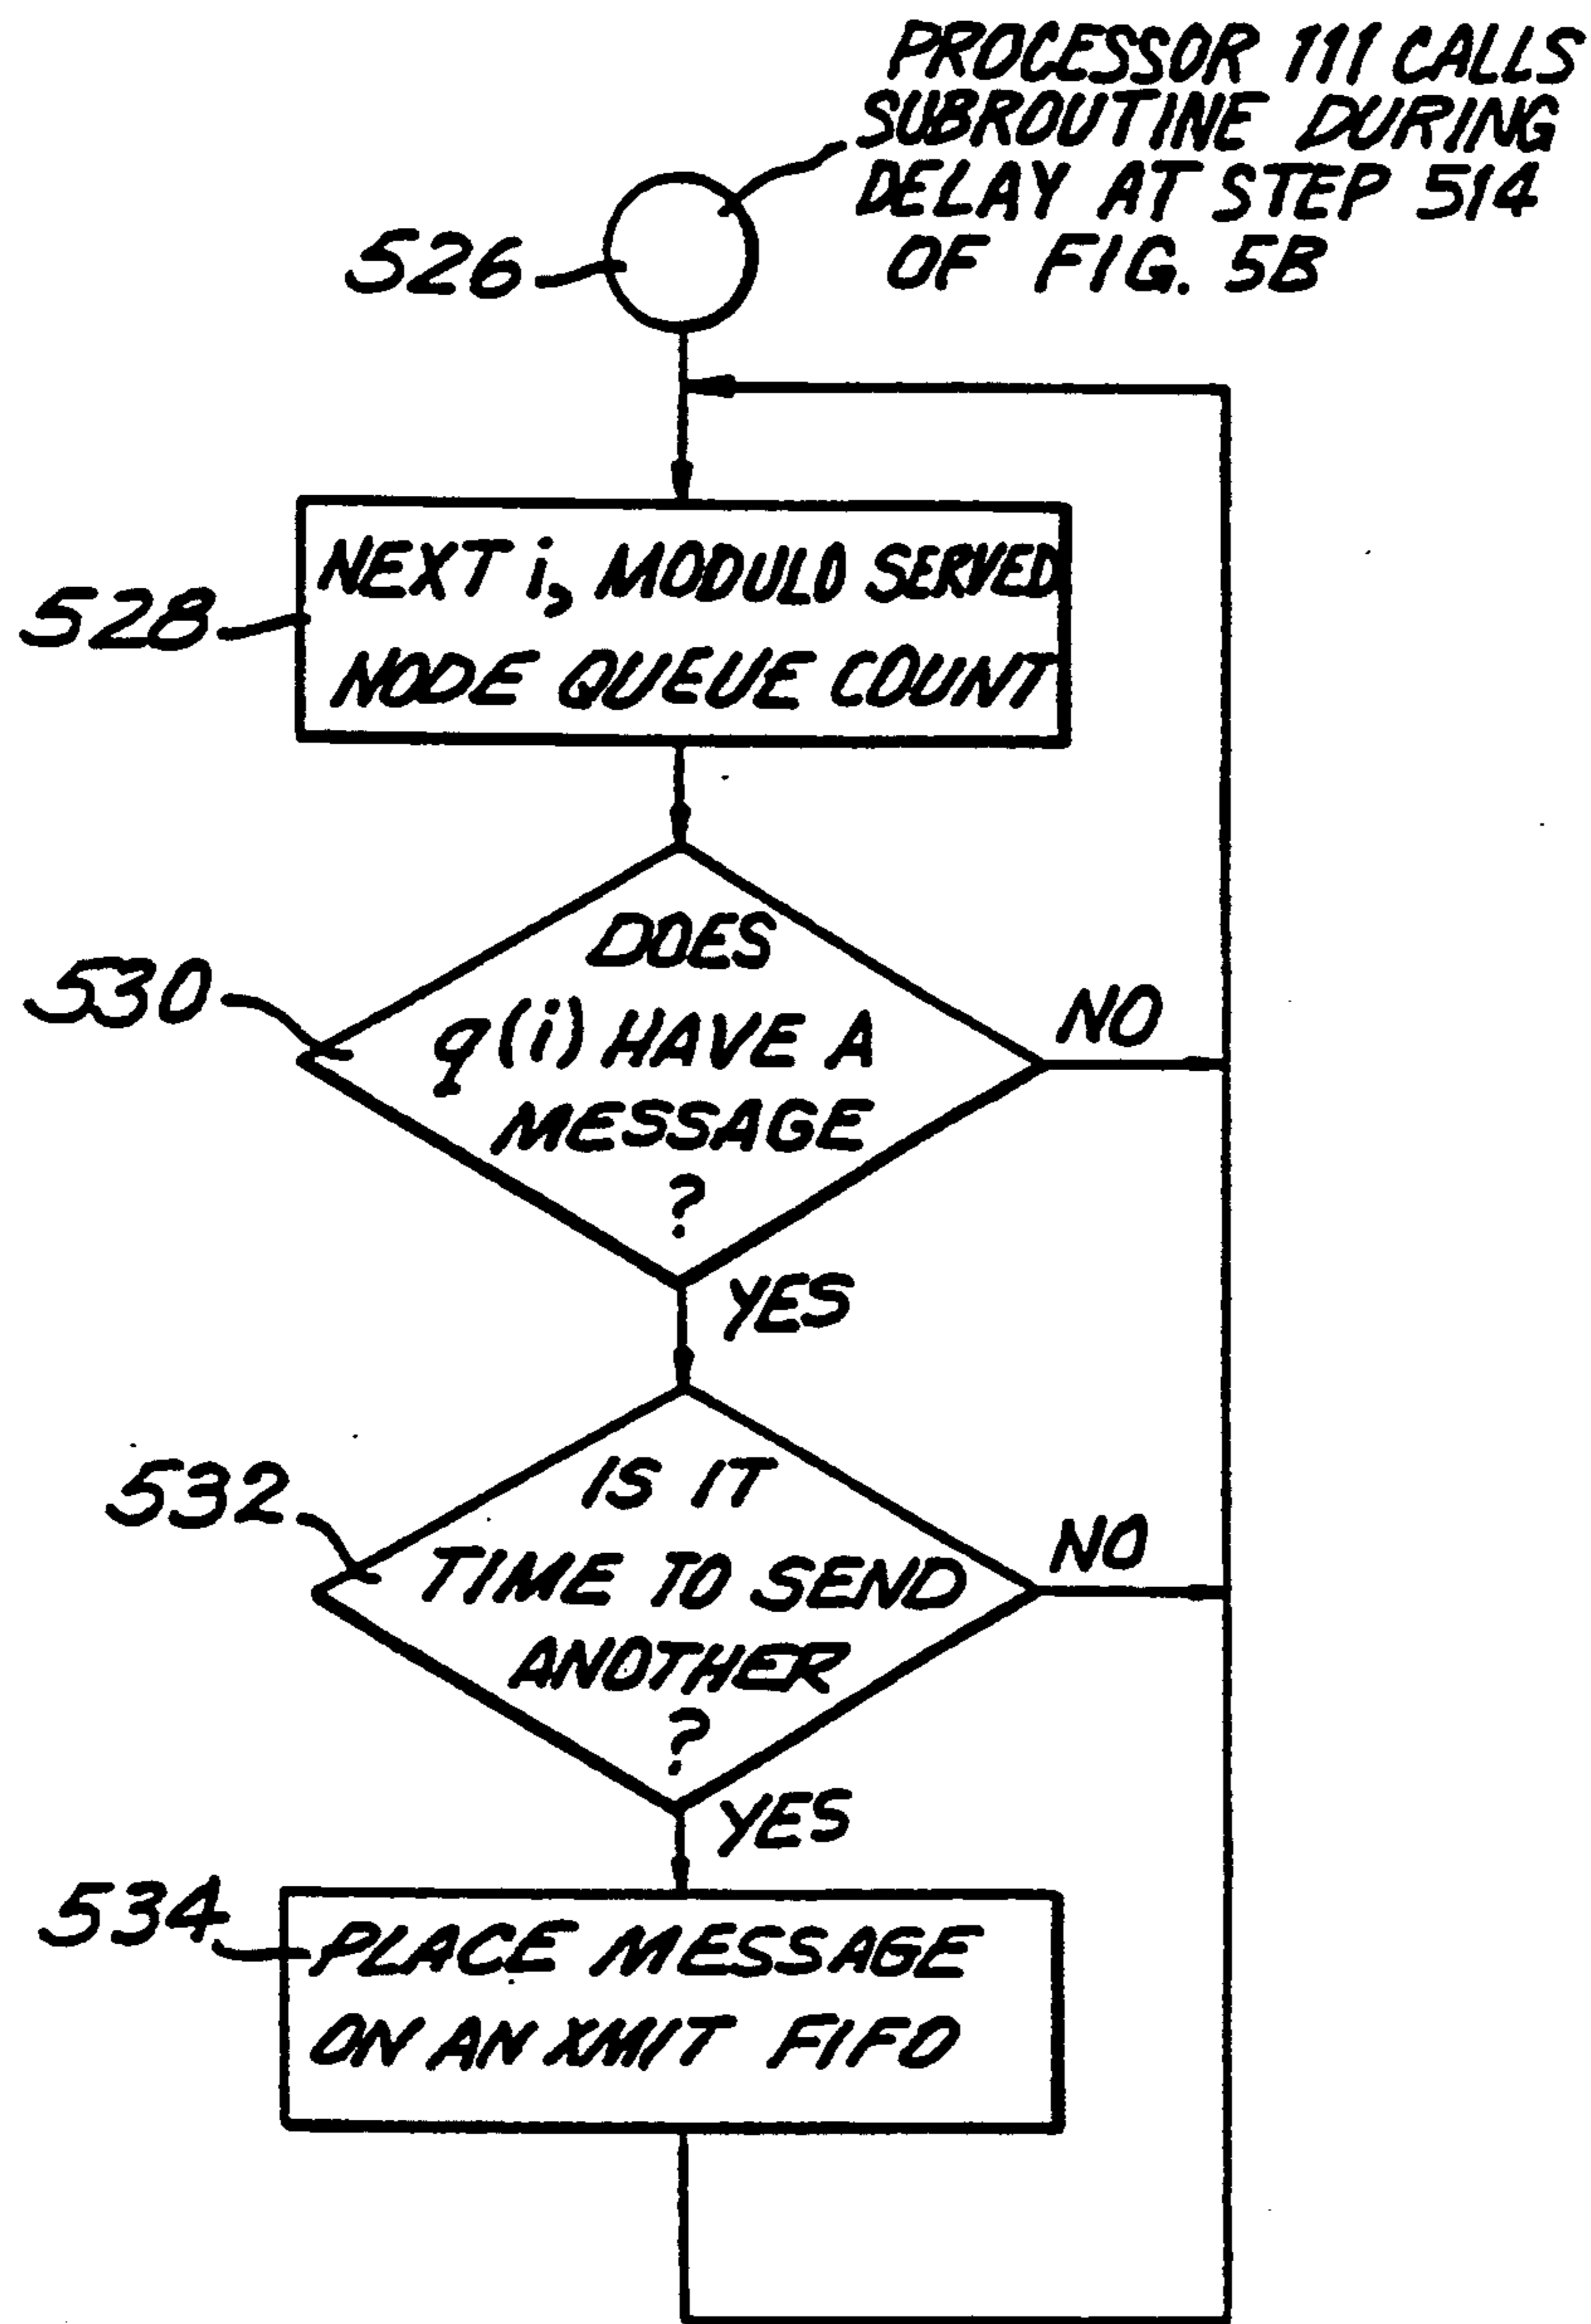 PROCESSOR 111 CALLS
SUBROUTINE DURING
DELAY AT STEP 514
OF FIG. 5B
526
528
NEXT i, MODULO SERVED
NODE QUEUE COUNT
530
DOES
q(i) HAVE A
MESSAGE
?
NO
YES
532
IS IT
TIME TO SEND
ANOTHER
?
NO
YES
534
PLACE MESSAGE
ON AN XMIT FIFO